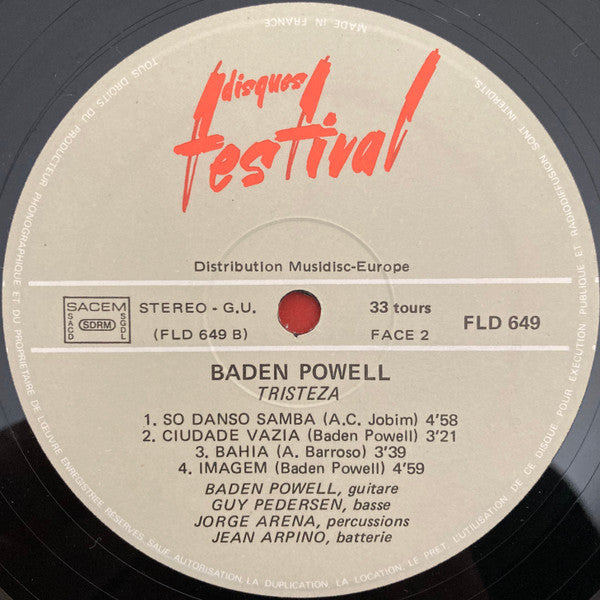 MADE IN FRANCE
TOUS DROITS DU PRODUCTEUR PHONOGRAPHIQUE ET DU PROPRIETAIRE DE L'ŒUVRE ENREGISTREE RESERVES. SAUF AUTORISATION, LA DUPLICATION, LA LOCATION, LE PRET, L'UTILISATION DE CE DISQUE POUR EXECUTION PUBLIQUE ET RADIODIFFUSION SONT INTERDITS.
disques
festival
Distribution Musidisc-Europe
SACEM
SACD
SDRM
SGDL
STEREO - G.U.
(FLD 649 B)
33 tours
FACE 2
FLD 649
BADEN POWELL
TRISTEZA
1. SO DANSO SAMBA (A.C. Jobim) 4'58
2. CIUDADE VAZIA (Baden Powell) 3'21
3. BAHIA (A. Barroso) 3'39
4. IMAGEM (Baden Powell) 4'59
BADEN POWELL, guitare
GUY PEDERSEN, basse
JORGE ARENA, percussions
JEAN ARPINO, batterie